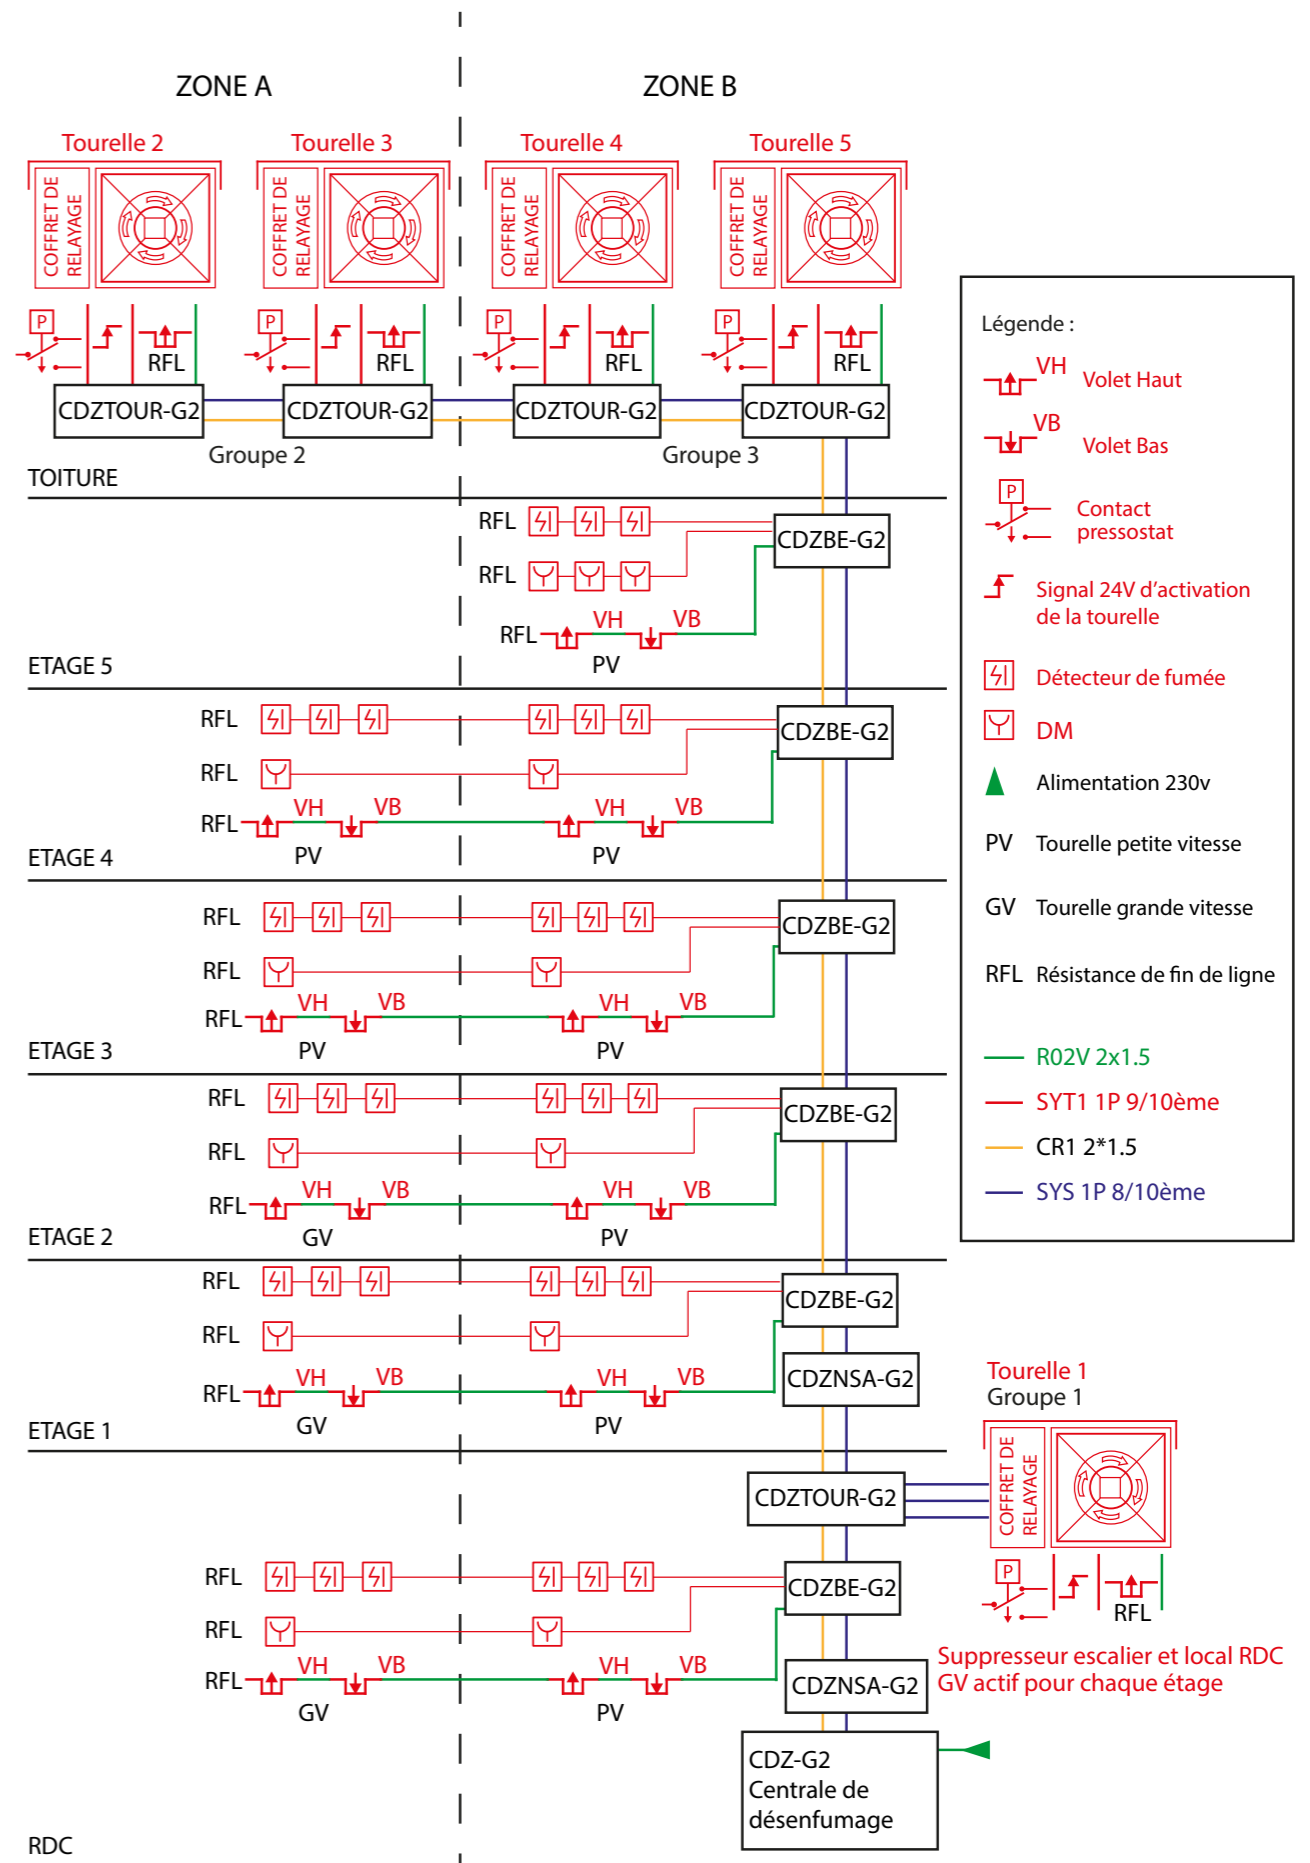 ZONE A
ZONE B
Tourelle 2
Tourelle 3
Tourelle 4
Tourelle 5
COFFRET DE
RELAYAGE
COFFRET DE
RELAYAGE
COFFRET DE
RELAYAGE
COFFRET DE
RELAYAGE
P
RFL
P
RFL
P
RFL
P
RFL
CDZTOUR-G2
CDZTOUR-G2
CDZTOUR-G2
CDZTOUR-G2
Groupe 2
Groupe 3
TOITURE
RFL
CDZBE-G2
RFL
VH
VB
RFL
PV
ETAGE 5
RFL
CDZBE-G2
RFL
VH
VB
VH
VB
RFL
PV
PV
ETAGE 4
RFL
CDZBE-G2
RFL
VH
VB
VH
VB
RFL
PV
PV
ETAGE 3
RFL
CDZBE-G2
RFL
VH
VB
VH
VB
RFL
GV
PV
ETAGE 2
RFL
CDZBE-G2
RFL
CDZNSA-G2
VH
VB
VH
VB
RFL
GV
PV
ETAGE 1
CDZTOUR-G2
RFL
CDZBE-G2
RFL
VH
VB
VH
VB
RFL
CDZNSA-G2
GV
PV
CDZ-G2
Centrale de
désenfumage
RDC
Tourelle 1
Groupe 1
COFFRET DE
RELAYAGE
P
RFL
Suppresseur escalier et local RDC
GV actif pour chaque étage
Légende :
VH
Volet Haut
VB
Volet Bas
P
Contact
pressostat
Signal 24V d’activation
de la tourelle
Détecteur de fumée
DM
Alimentation 230v
PV Tourelle petite vitesse
GV Tourelle grande vitesse
RFL Résistance de fin de ligne
R02V 2x1.5
SYT1 1P 9/10ème
CR1 2*1.5
SYS 1P 8/10ème